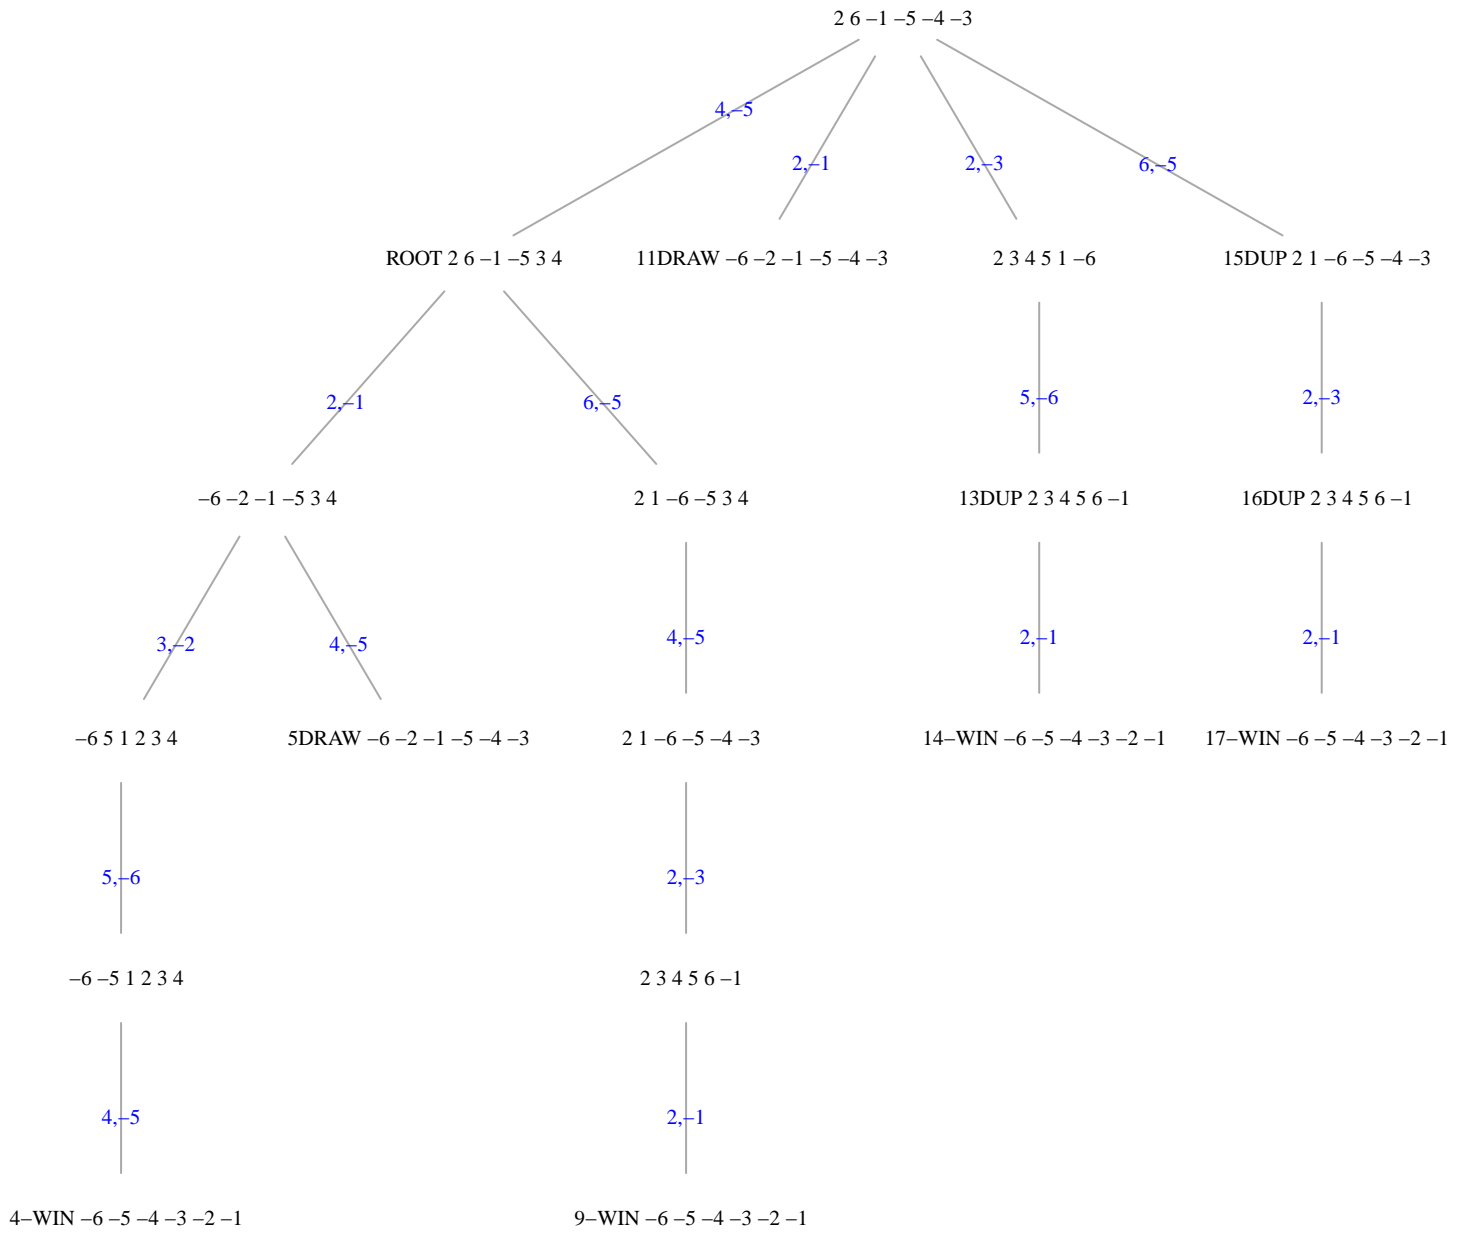 2 6 –1 –5 –4 –3
4,–5
2,–1
2,–3
6,–5
ROOT 2 6 –1 –5 3 4
11DRAW –6 –2 –1 –5 –4 –3
2 3 4 5 1 –6
15DUP 2 1 –6 –5 –4 –3
2,–1
6,–5
5,–6
2,–3
–6 –2 –1 –5 3 4
2 1 –6 –5 3 4
13DUP 2 3 4 5 6 –1
16DUP 2 3 4 5 6 –1
3,–2
4,–5
4,–5
2,–1
2,–1
–6 5 1 2 3 4
5DRAW –6 –2 –1 –5 –4 –3
2 1 –6 –5 –4 –3
14–WIN –6 –5 –4 –3 –2 –1
17–WIN –6 –5 –4 –3 –2 –1
5,–6
2,–3
–6 –5 1 2 3 4
2 3 4 5 6 –1
4,–5
2,–1
4–WIN –6 –5 –4 –3 –2 –1
9–WIN –6 –5 –4 –3 –2 –1